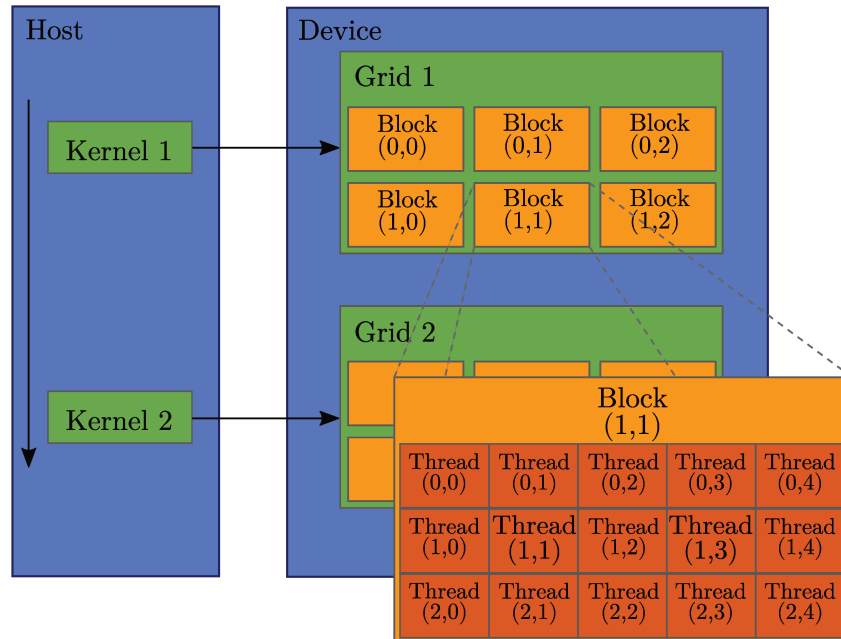 Host
Device
Grid 1
Kernel 1
Block
(0,0)
Block
(0,1)
Block
(0,2)
Block
(1,0)
Block
(1,1)
Block
(1,2)
Grid 2
Kernel 2
Block
(1,1)
Thread
(0,0)
Thread
(0,1)
Thread
(0,2)
Thread
(0,3)
Thread
(0,4)
Thread
(1,0)
Thread
(1,1)
Thread
(1,2)
Thread
(1,3)
Thread
(1,4)
Thread
(2,0)
Thread
(2,1)
Thread
(2,2)
Thread
(2,3)
Thread
(2,4)